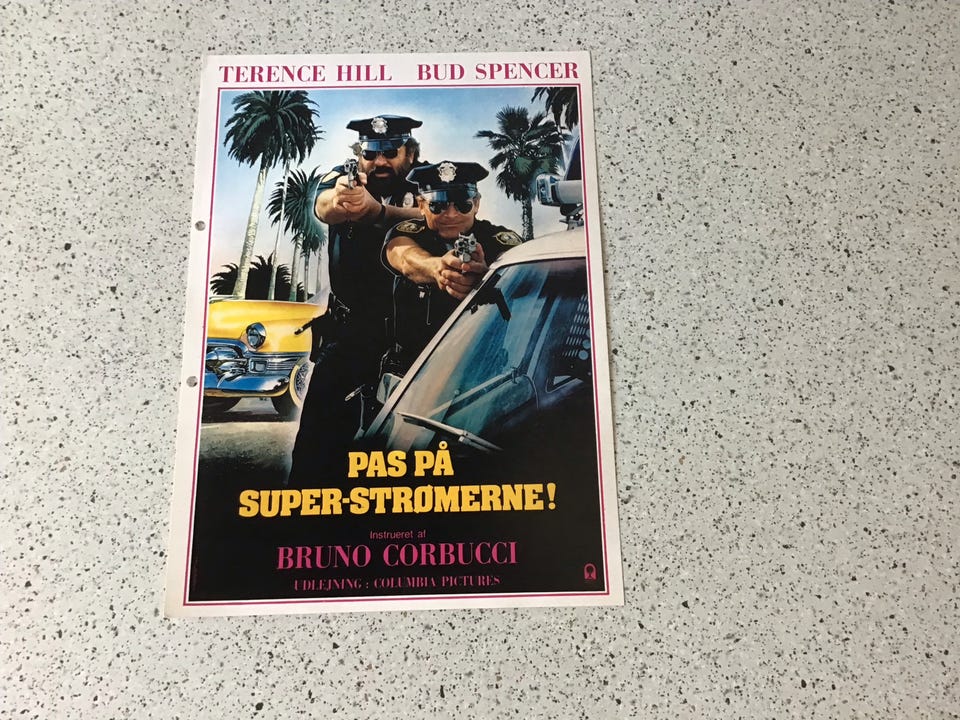 TERENCE HILL BUD SPENCER
PAS PÅ
SUPER-STRØMERNE!
Instrueret af
BRUNO CORBUCCI
UDLEJNING : COLUMBIA PICTURES